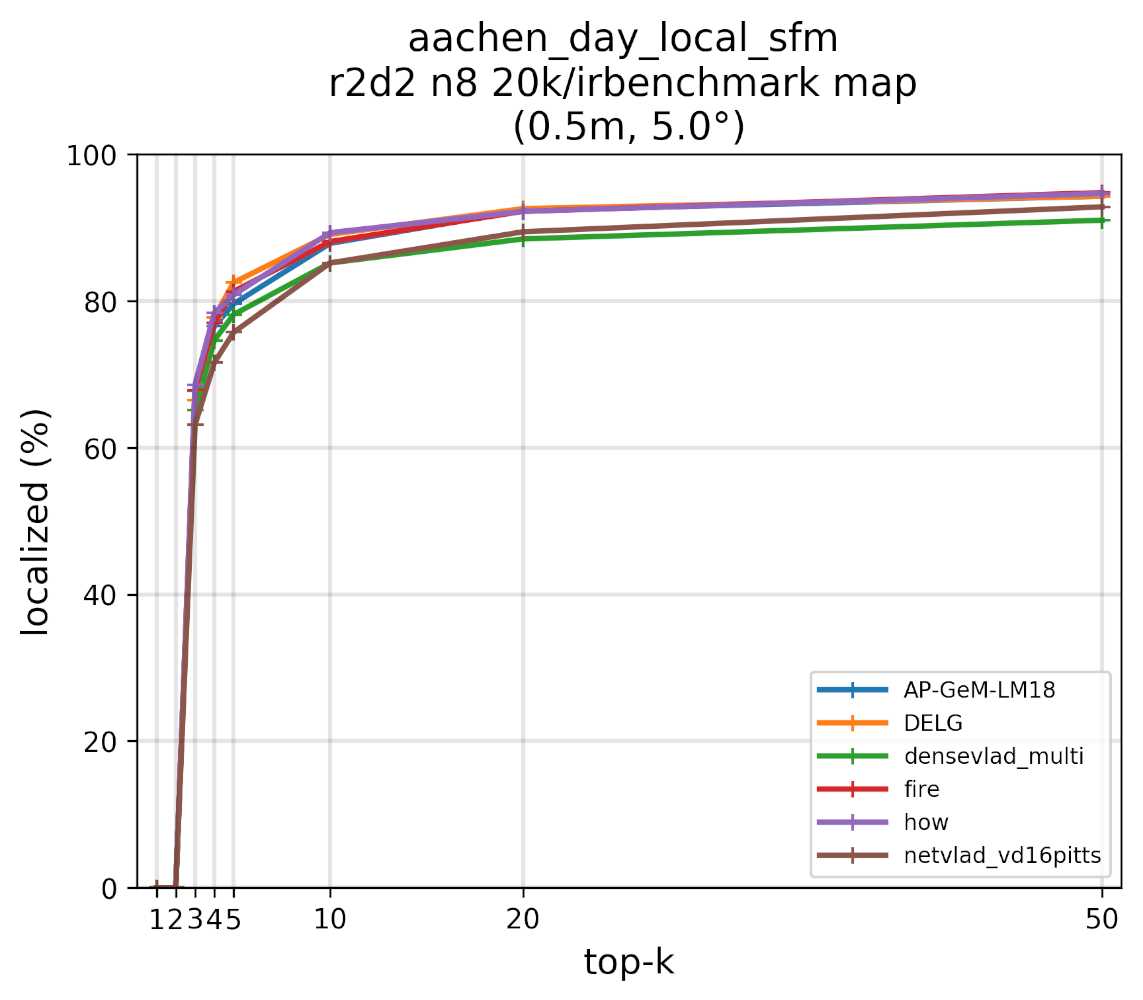 aachen_day_local_sfm
r2d2 n8 20k/irbenchmark map
(0.5m, 5.0°)
100
80
60
40
20
0
localized (%)
1 2 3 4 5 10 20 50
top-k
AP-GeM-LM18
DELG
densevlad_multi
fire
how
netvlad_vd16pitts